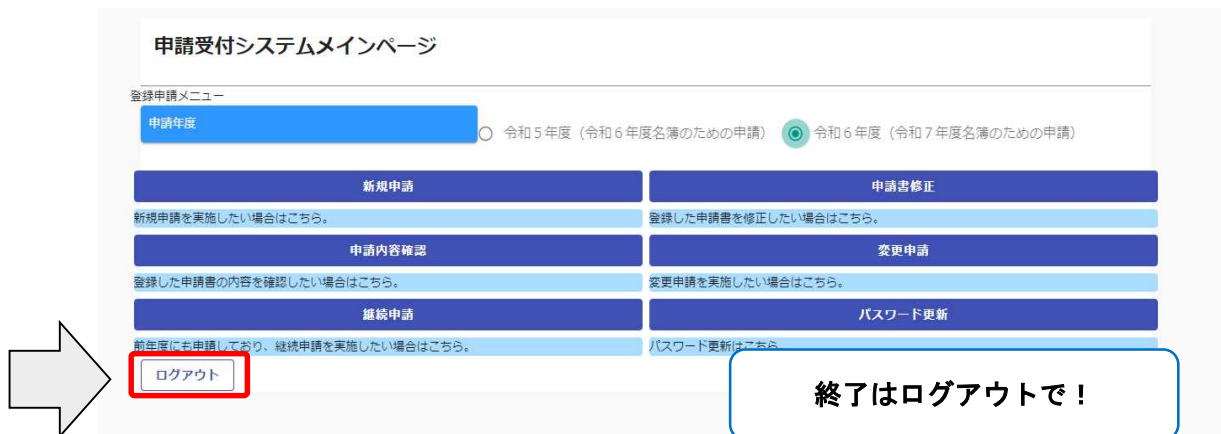 申請受付システムメインページ
登録申請メニュー
申請年度
令和5年度(令和6年度名簿のための申請)
令和6年度(令和7年度名簿のための申請)
新規申請
申請書修正
新規申請を実施したい場合はこちら。
登録した申請書を修正したい場合はこちら。
申請内容確認
変更申請
登録した申請書の内容を確認したい場合はこちら。
変更申請を実施したい場合はこちら。
継続申請
パスワード更新
前年度にも申請しており、継続申請を実施したい場合はこちら。
パスワード更新はこちら。
ログアウト
終了はログアウトで！